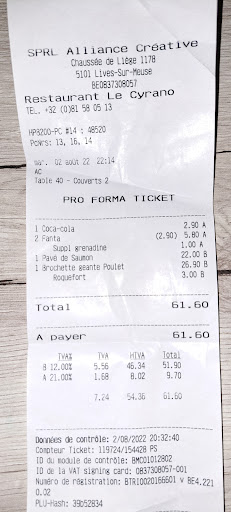 SPRL Alliance Créative
Chaussée de Liège 1178
5101 Lives-Sur-Meuse
BE0837308057
Restaurant Le Cyrano
TEL. +32 (0)81 58 05 13
HP8200-PC #14 : 48520
PcNrs: 13, 16, 14
mar. 02 août 22 22:14
AC
Table 40 - Couverts 2
PRO FORMA TICKET
1 Coca-cola 2.90 A
2 Fanta (2.90) 5.80 A
Suppl grenadine 1.00 A
1 Pavé de Saumon 22.00 B
1 Brochette géante Poulet 26.90 B
Roquefort 3.00 B
Total 61.60
A payer 61.60
TVA% TVA HTVA Total
B 12.00% 5.56 46.34 51.90
A 21.00% 1.68 8.02 9.70
7.24 54.36 61.60
Données de contrôle: 2/08/2022 20:32:40
Compteur Ticket: 119724/154428 PS
ID du module de contrôle: BMC01012802
ID de la VAT signing card: 0837308057-001
Numéro de registration: BTRI0020166601 v BE4.221
0.02
PLU-Hash: 39b52834